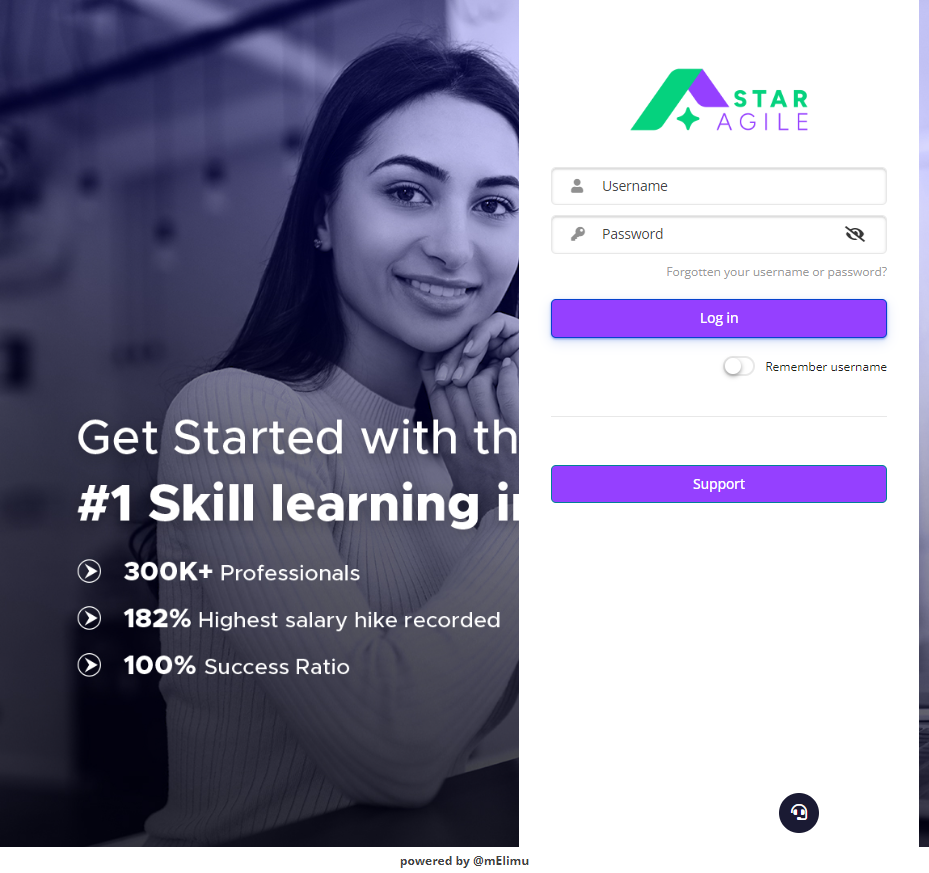 STAR
AGILE
Username
Password
Forgotten your username or password?
Log in
Remember username
Support
Get Started with th
#1 Skill learning i
300K+ Professionals
182% Highest salary hike recorded
100% Success Ratio
powered by @mElimu